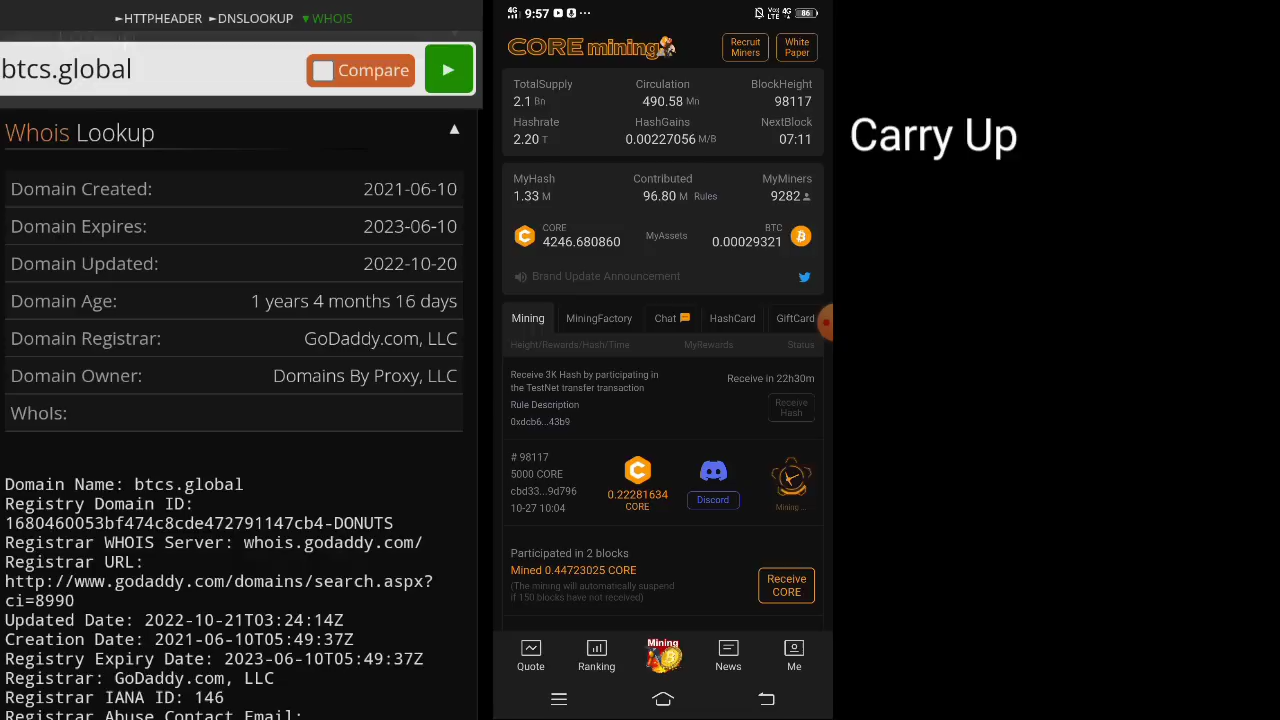 ►HTTPHEADER ►DNSLOOKUP ▼WHOIS
btcs.global
Compare
Whois Lookup
Domain Created: 2021-06-10
Domain Expires: 2023-06-10
Domain Updated: 2022-10-20
Domain Age: 1 years 4 months 16 days
Domain Registrar: GoDaddy.com, LLC
Domain Owner: Domains By Proxy, LLC
WhoIs:
Domain Name: btcs.global
Registry Domain ID:
1680460053bf474c8cde472791147cb4-DONUTS
Registrar WHOIS Server: whois.godaddy.com/
Registrar URL:
http://www.godaddy.com/domains/search.aspx?
ci=8990
Updated Date: 2022-10-21T03:24:14Z
Creation Date: 2021-06-10T05:49:37Z
Registry Expiry Date: 2023-06-10T05:49:37Z
Registrar: GoDaddy.com, LLC
Registrar IANA ID: 146
Registrar Abuse Contact Email:
4G 9:57 Vo) LTE 4G 86
CORE mining
Recruit
Miners
White
Paper
TotalSupply Circulation BlockHeight
2.1 Bn 490.58 Mn 98117
Hashrate HashGains NextBlock
2.20 T 0.00227056 M/B 07:11
MyHash Contributed MyMiners
1.33 M 96.80 M Rules 9282
CORE BTC
4246.680860 MyAssets 0.00029321
Brand Update Announcement
Mining MiningFactory Chat HashCard GiftCard
Height/Rewards/Hash/Time MyRewards Status
Receive 3K Hash by participating in
the TestNet transfer transaction
Rule Description
0xdcb6...43b9
Receive in 22h30m
Receive
Hash
# 98117
5000 CORE
cbd33...9d796
10-27 10:04
0.22281634
CORE
Discord
Mining ...
Participated in 2 blocks
Mined 0.44723025 CORE
(The mining will automatically suspend
if 150 blocks have not received)
Receive
CORE
Mining
Quote Ranking News Me
Carry Up